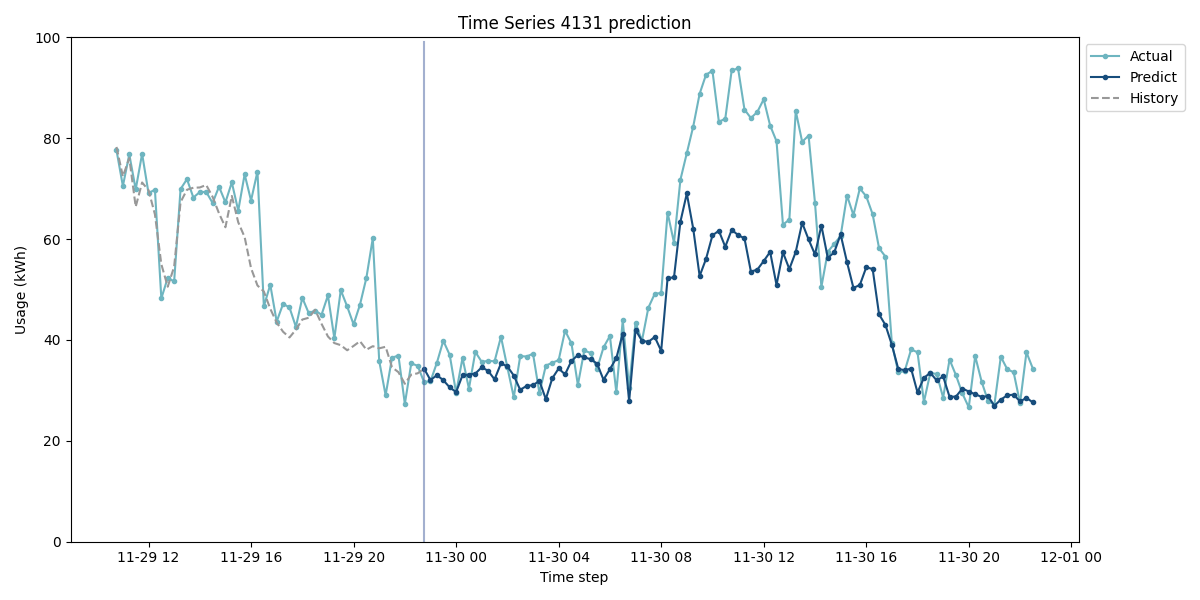 Time Series 4131 prediction
100
80
60
40
20
0
Usage (kWh)
11-29 12
11-29 16
11-29 20
11-30 00
11-30 04
11-30 08
11-30 12
11-30 16
11-30 20
12-01 00
Time step
Actual
Predict
History